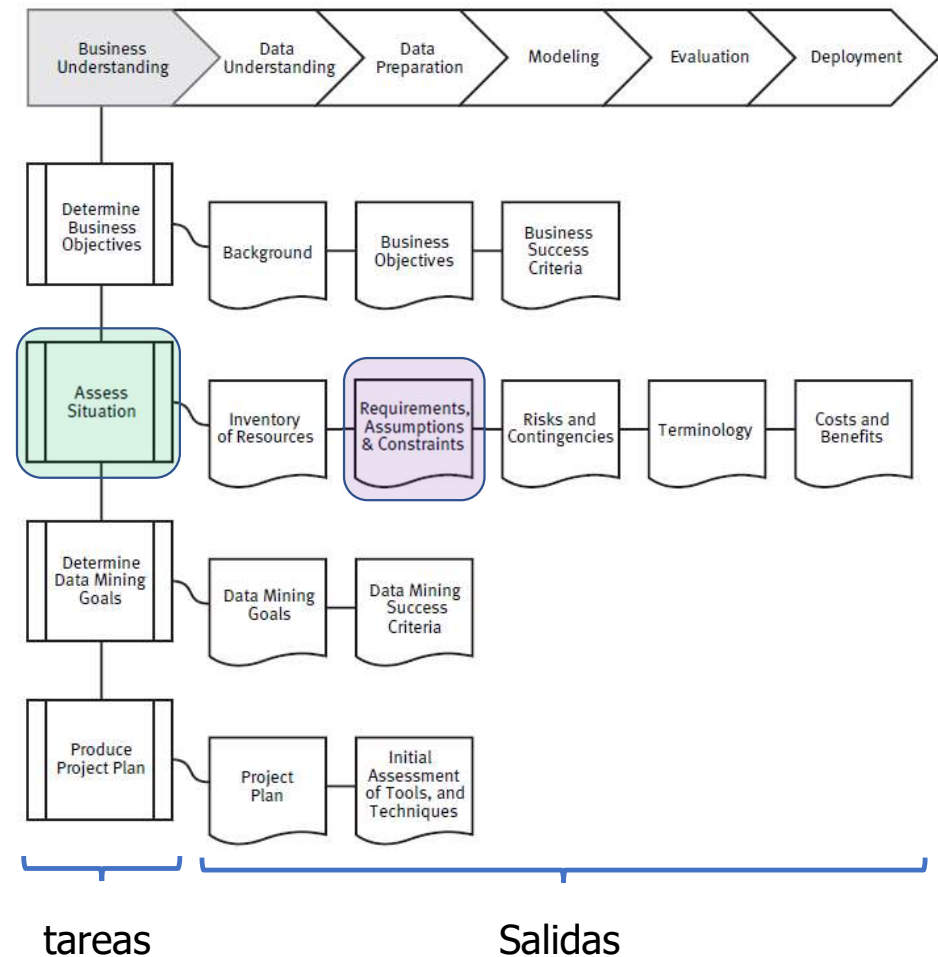 Business
Understanding
Data
Understanding
Data
Preparation
Modeling
Evaluation
Deployment
Determine
Business
Objectives
Background
Business
Objectives
Business
Success
Criteria
Assess
Situation
Inventory
of Resources
Requirements,
Assumptions
& Constraints
Risks and
Contingencies
Terminology
Costs and
Benefits
Determine
Data Mining
Goals
Data Mining
Goals
Data Mining
Success
Criteria
Produce
Project Plan
Project
Plan
Initial
Assessment
of Tools, and
Techniques
tareas
Salidas